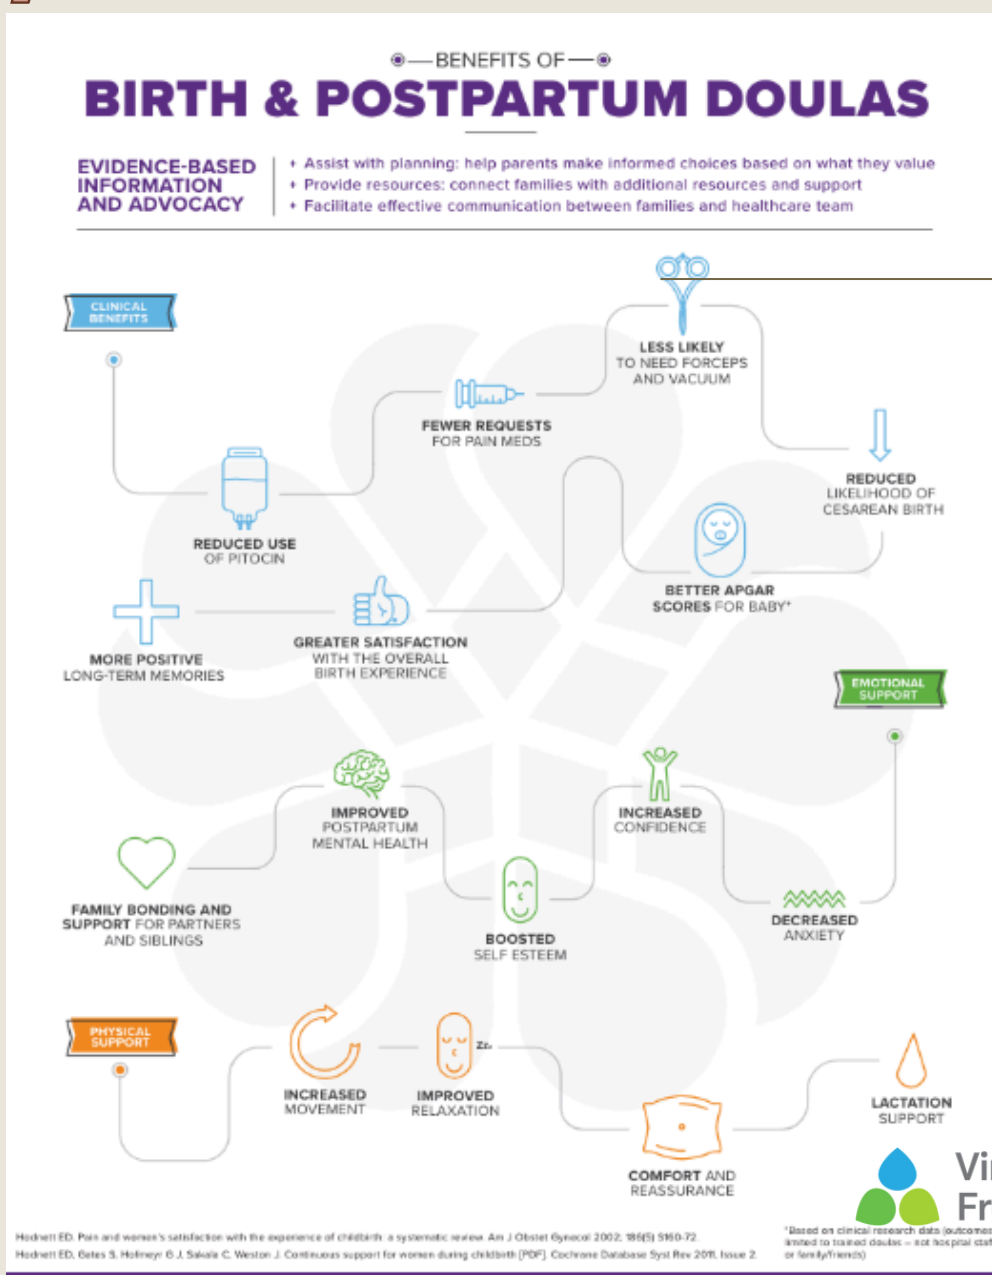 BENEFITS OF
BIRTH & POSTPARTUM DOULAS
EVIDENCE-BASED
INFORMATION
AND ADVOCACY
+ Assist with planning: help parents make informed choices based on what they value
+ Provide resources: connect families with additional resources and support
+ Facilitate effective communication between families and healthcare team
CLINICAL
BENEFITS
REDUCED USE
OF PITOCIN
FEWER REQUESTS
FOR PAIN MEDS
LESS LIKELY
TO NEED FORCEPS
AND VACUUM
REDUCED
LIKELIHOOD OF
CESAREAN BIRTH
BETTER APGAR
SCORES FOR BABY*
GREATER SATISFACTION
WITH THE OVERALL
BIRTH EXPERIENCE
MORE POSITIVE
LONG-TERM MEMORIES
EMOTIONAL
SUPPORT
DECREASED
ANXIETY
INCREASED
CONFIDENCE
BOOSTED
SELF ESTEEM
IMPROVED
POSTPARTUM
MENTAL HEALTH
FAMILY BONDING AND
SUPPORT FOR PARTNERS
AND SIBLINGS
PHYSICAL
SUPPORT
INCREASED
MOVEMENT
Zz.
IMPROVED
RELAXATION
COMFORT AND
REASSURANCE
LACTATION
SUPPORT
Hodnett ED. Pain and women's satisfaction with the experience of childbirth: a systematic review. Am J Obstet Gynecol 2002; 186(5) S160-72.
Hodnett ED, Gates S, Hofmeyr G J, Sakala C, Weston J. Continuous support for women during childbirth [PDF]. Cochrane Database Syst Rev 2011, Issue 2.
*Based on clinical research data (outcomes
limited to trained doulas – not hospital staf
or family/friends)